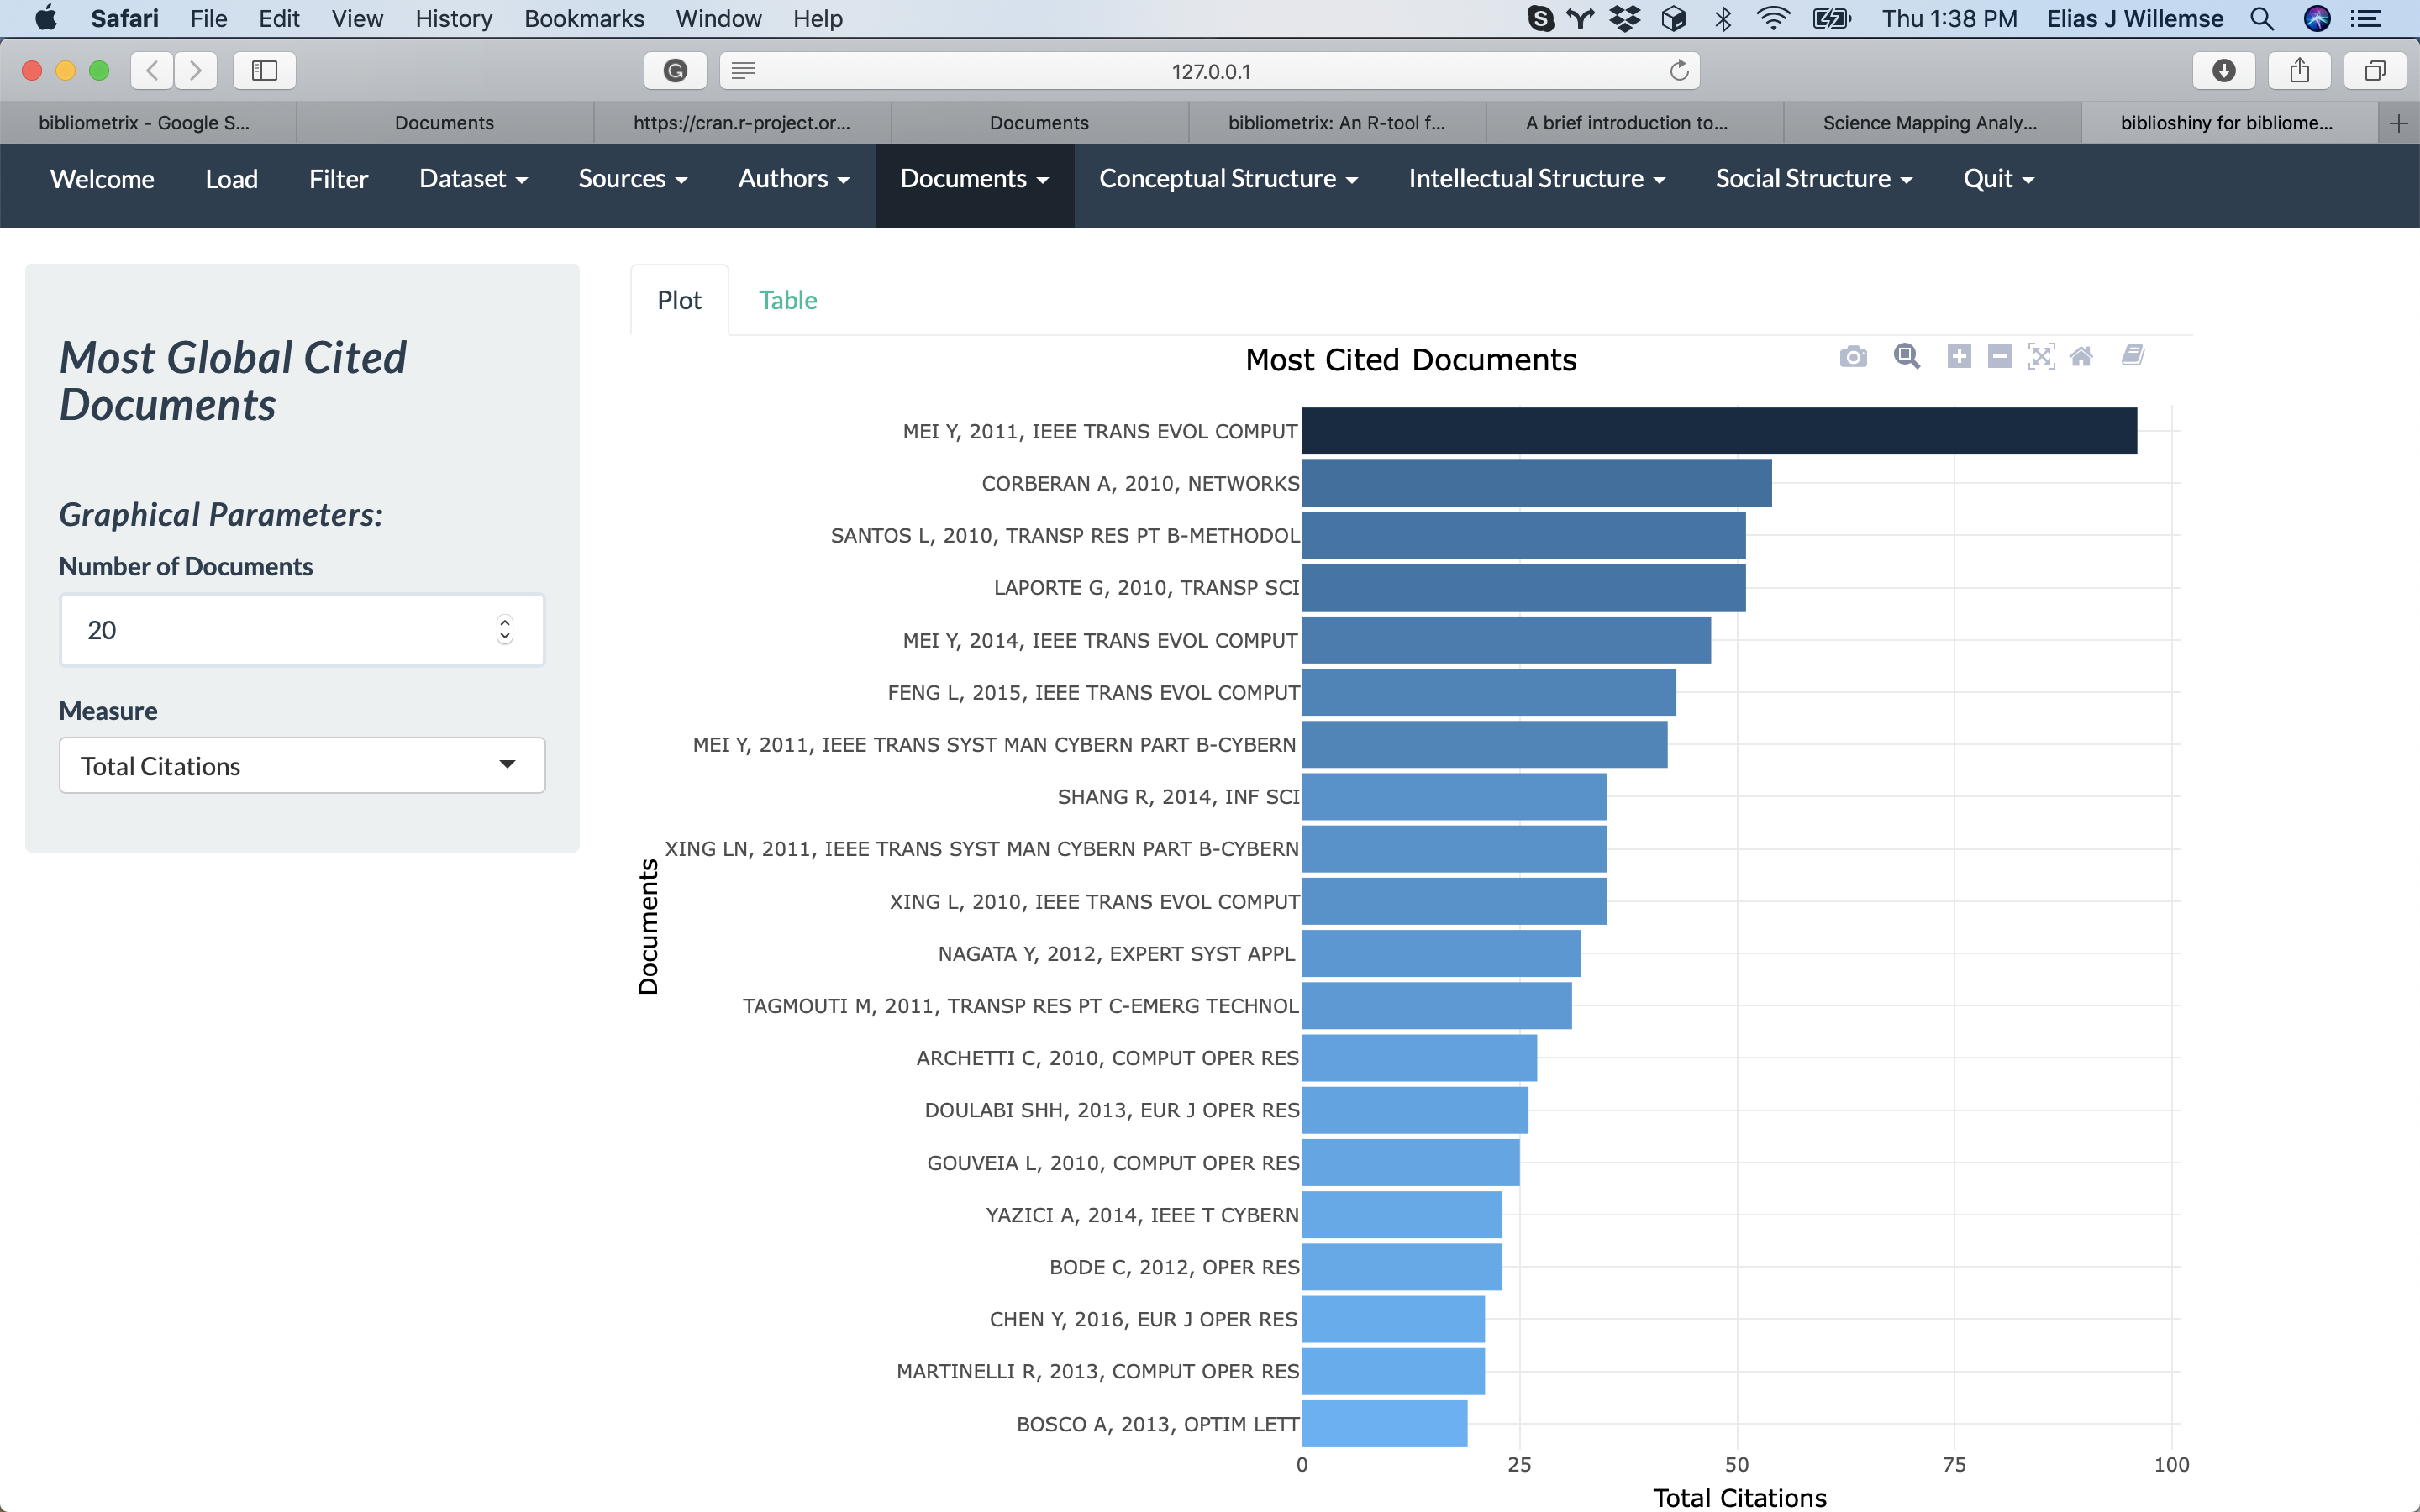 Safari File Edit View History Bookmarks Window Help Thu 1:38 PM Elias J Willemse
127.0.0.1
bibliometrix - Google S... Documents https://cran.r-project.or... Documents bibliometrix: An R-tool f... A brief introduction to... Science Mapping Analy... biblioshiny for bibliome...
Welcome Load Filter Dataset Sources Authors Documents Conceptual Structure Intellectual Structure Social Structure Quit
Most Global Cited
Documents
Graphical Parameters:
Number of Documents
20
Measure
Total Citations
Plot Table
Most Cited Documents
Documents
MEI Y, 2011, IEEE TRANS EVOL COMPUT
CORBERAN A, 2010, NETWORKS
SANTOS L, 2010, TRANSP RES PT B-METHODOL
LAPORTE G, 2010, TRANSP SCI
MEI Y, 2014, IEEE TRANS EVOL COMPUT
FENG L, 2015, IEEE TRANS EVOL COMPUT
MEI Y, 2011, IEEE TRANS SYST MAN CYBERN PART B-CYBERN
SHANG R, 2014, INF SCI
XING LN, 2011, IEEE TRANS SYST MAN CYBERN PART B-CYBERN
XING L, 2010, IEEE TRANS EVOL COMPUT
NAGATA Y, 2012, EXPERT SYST APPL
TAGMOUTI M, 2011, TRANSP RES PT C-EMERG TECHNOL
ARCHETTI C, 2010, COMPUT OPER RES
DOULABI SHH, 2013, EUR J OPER RES
GOUVEIA L, 2010, COMPUT OPER RES
YAZICI A, 2014, IEEE T CYBERN
BODE C, 2012, OPER RES
CHEN Y, 2016, EUR J OPER RES
MARTINELLI R, 2013, COMPUT OPER RES
BOSCO A, 2013, OPTIM LETT
0 25 50 75 100
Total Citations